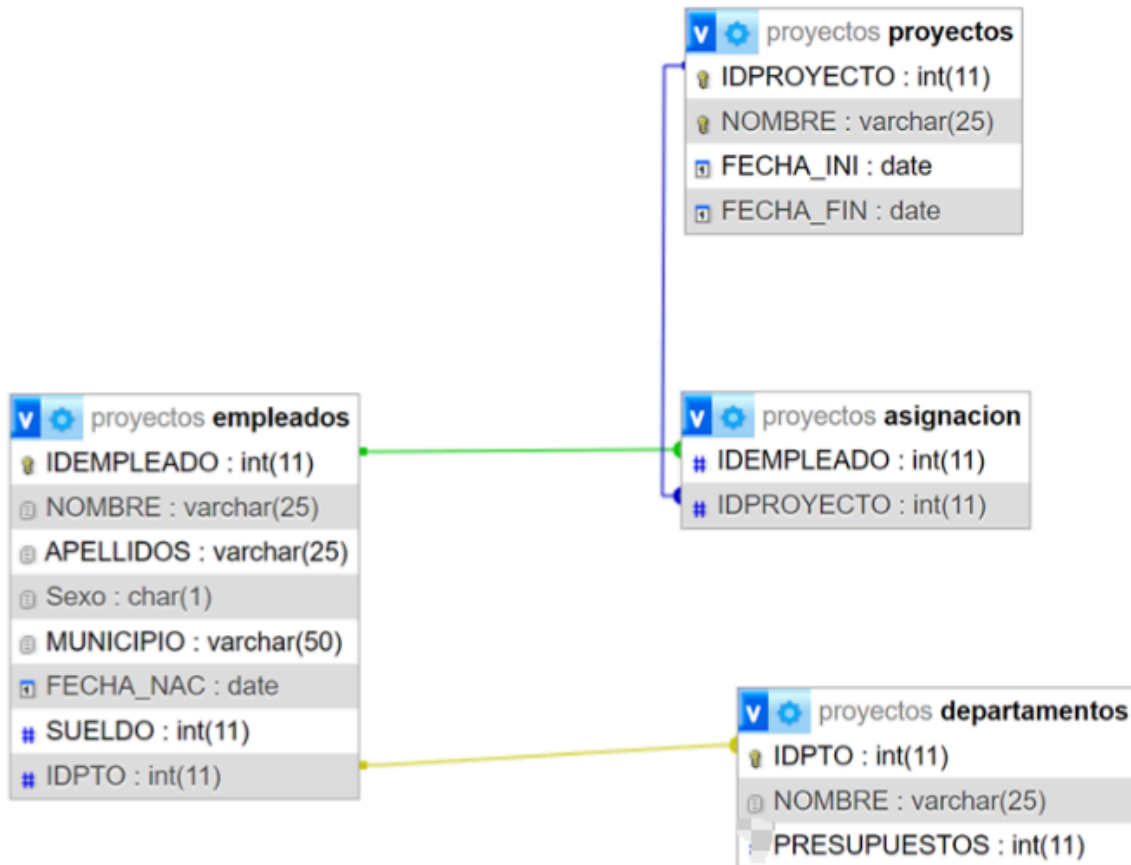 proyectos proyectos
IDPROYECTO : int(11)
NOMBRE : varchar(25)
FECHA_INI : date
FECHA_FIN : date
proyectos empleados
IDEMPLEADO : int(11)
NOMBRE : varchar(25)
APELLIDOS : varchar(25)
Sexo : char(1)
MUNICIPIO : varchar(50)
FECHA_NAC : date
# SUELDO : int(11)
# IDPTO : int(11)
proyectos asignacion
# IDEMPLEADO : int(11)
# IDPROYECTO : int(11)
proyectos departamentos
IDPTO : int(11)
NOMBRE : varchar(25)
PRESUPUESTOS : int(11)